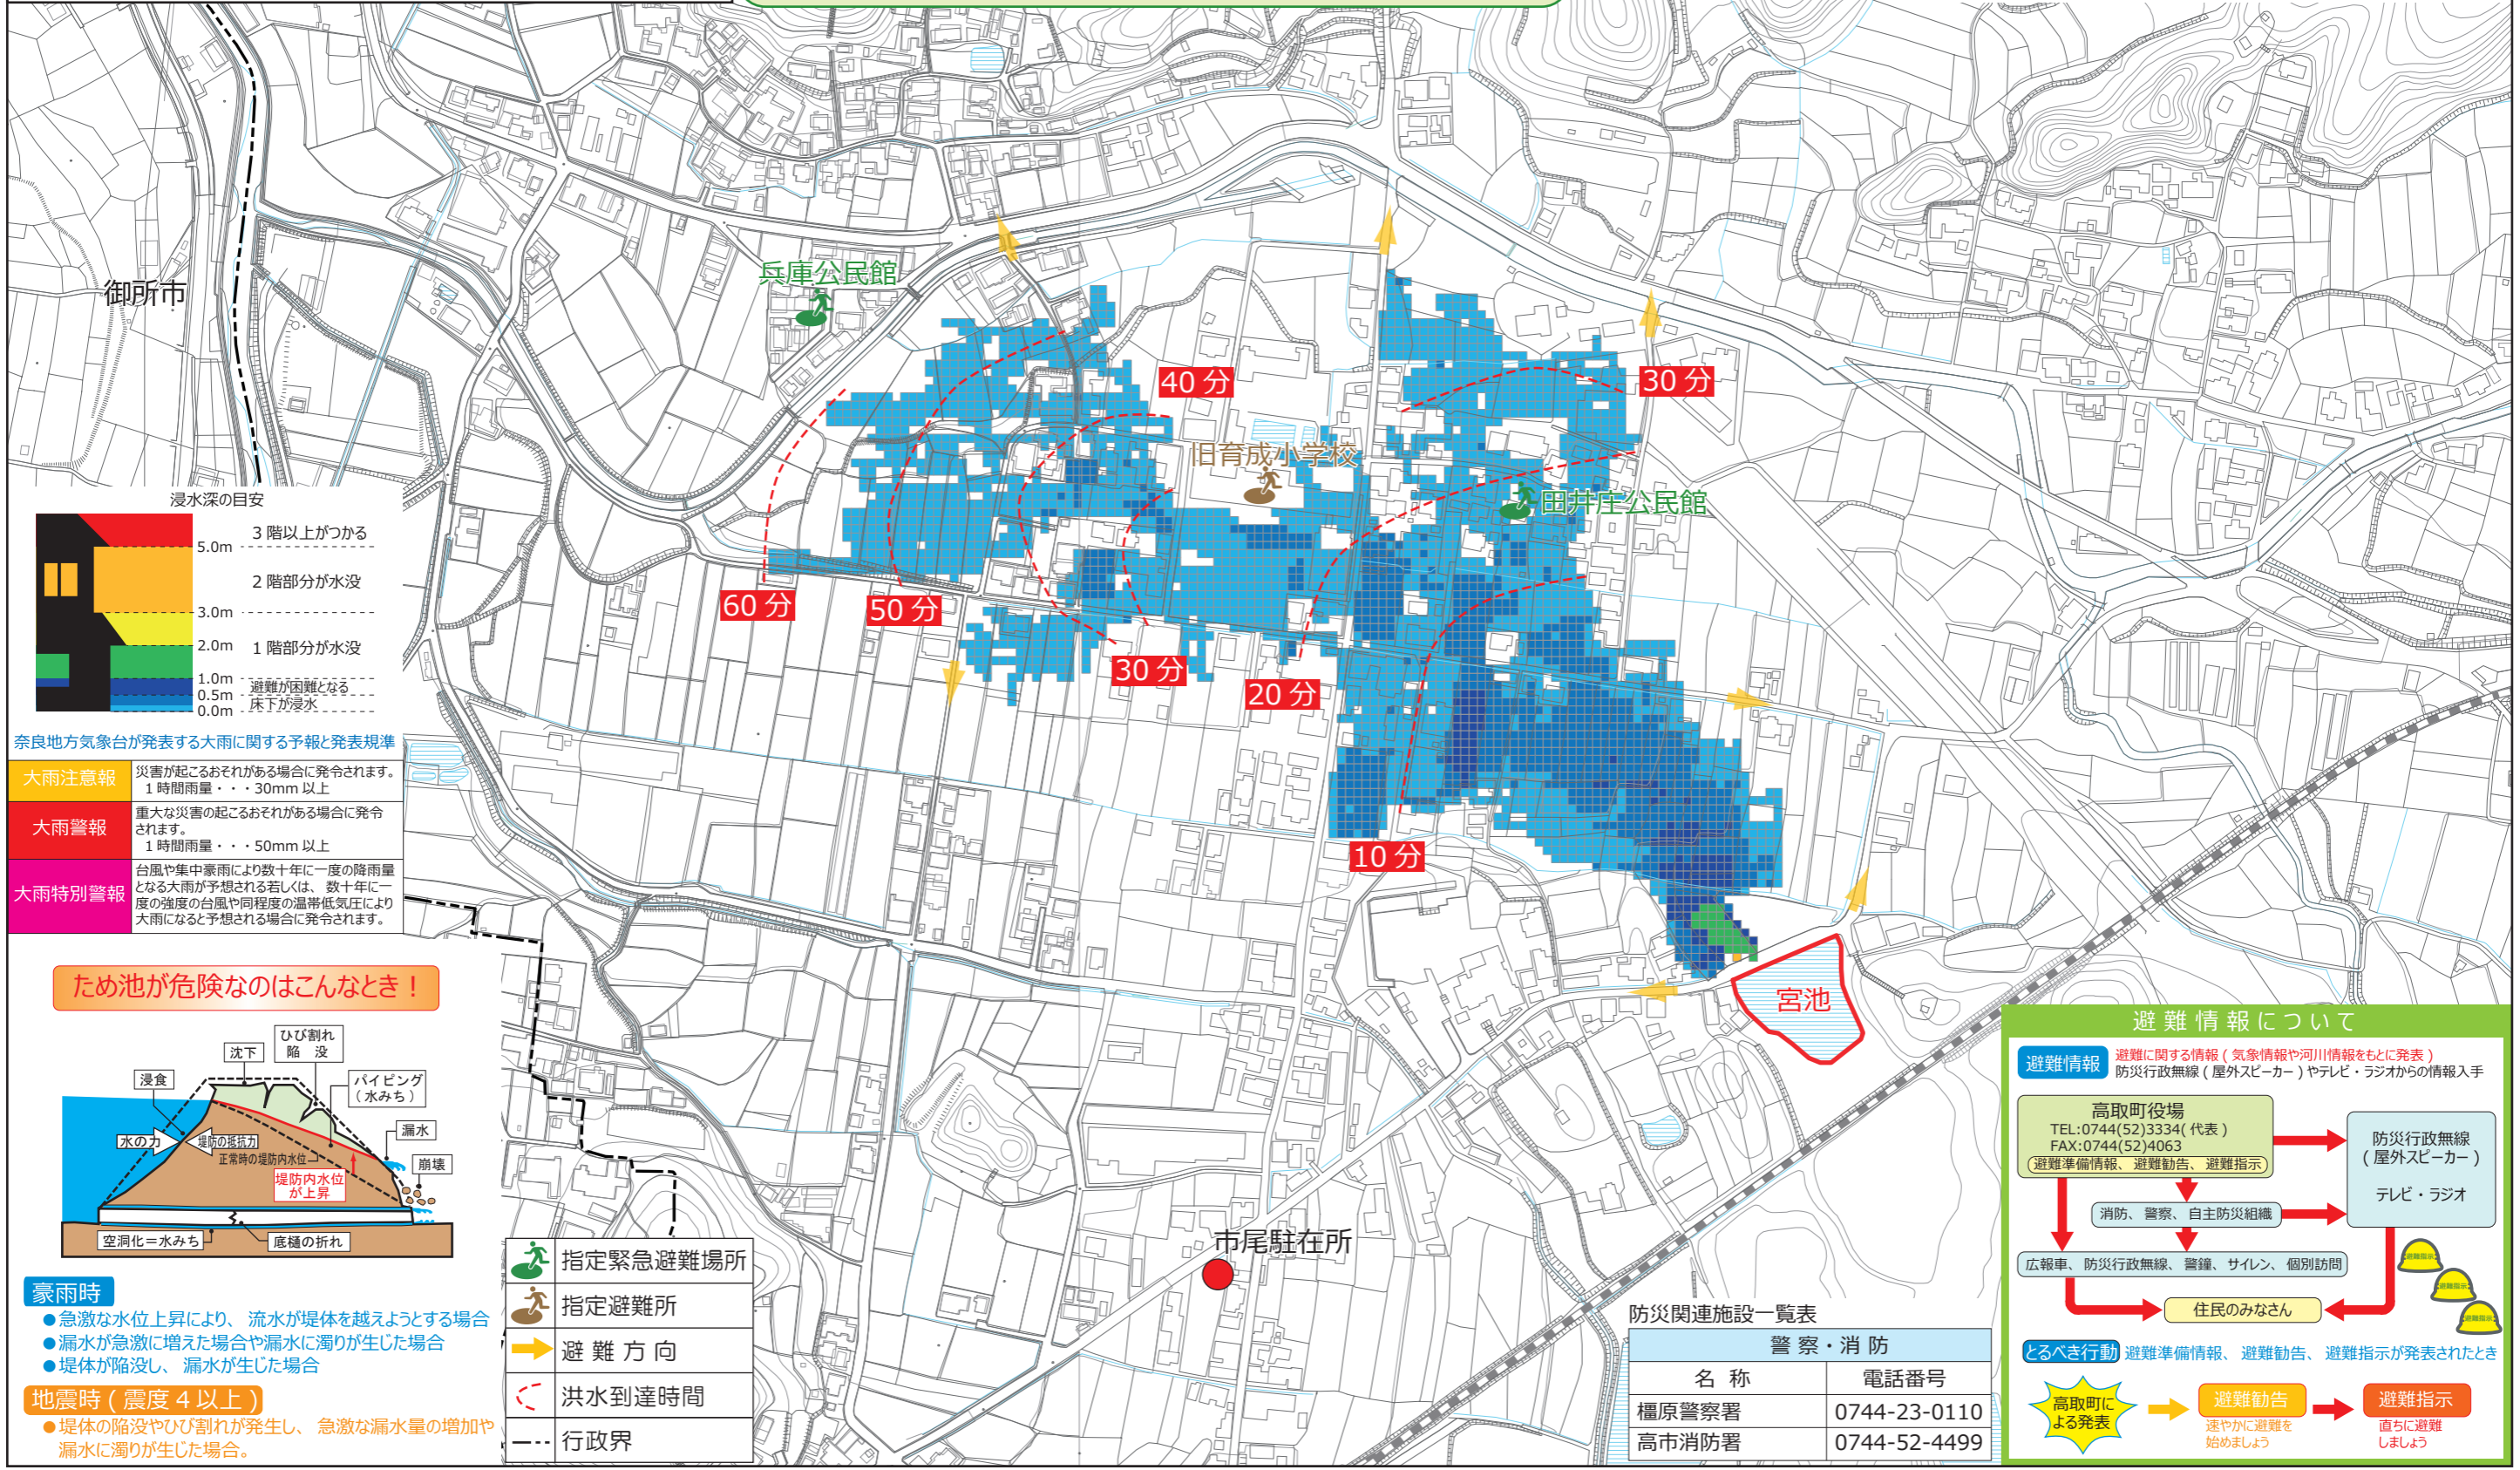 御所市
兵庫公民館
40 分
30 分
旧育成小学校
田井庄公民館
60 分
50 分
30 分
20 分
10 分
宮池
市尾駐在所
浸水深の目安
3 階以上がつかる
5.0m
2 階部分が水没
3.0m
2.0m
1 階部分が水没
1.0m
避難が困難となる
0.5m
床下が浸水
0.0m
奈良地方気象台が発表する大雨に関する予報と発表規準
大雨注意報
災害が起こるおそれがある場合に発令されます。
1 時間雨量・・・30mm 以上
大雨警報
重大な災害の起こるおそれがある場合に発令
されます。
1 時間雨量・・・50mm 以上
大雨特別警報
台風や集中豪雨により数十年に一度の降雨量
となる大雨が予想される若しくは、数十年に一
度の強度の台風や同程度の温帯低気圧により
大雨になると予想される場合に発令されます。
ため池が危険なのはこんなとき！
ひび割れ
陥 没
沈下
浸食
パイピング
（水みち）
漏水
水の力
堤防の抵抗力
正常時の堤防内水位
崩壊
堤防内水位
が上昇
空洞化＝水みち
底樋の折れ
豪雨時
●急激な水位上昇により、流水が堤体を越えようとする場合
●漏水が急激に増えた場合や漏水に濁りが生じた場合
●堤体が陥没し、漏水が生じた場合
地震時 ( 震度 4 以上 )
●堤体の陥没やひび割れが発生し、急激な漏水量の増加や
漏水に濁りが生じた場合。
指定緊急避難場所
指定避難所
避 難 方 向
洪水到達時間
行政界
防災関連施設一覧表
警 察・消 防
名 称 電話番号
橿原警察署 0744-23-0110
高市消防署 0744-52-4499
避 難 情 報 に つ い て
避難情報
避難に関する情報 ( 気象情報や河川情報をもとに発表 )
防災行政無線 ( 屋外スピーカー ) やテレビ・ラジオからの情報入手
高取町役場
TEL:0744(52)3334( 代表 )
FAX:0744(52)4063
避難準備情報、避難勧告、避難指示
防災行政無線
( 屋外スピーカー )
テレビ・ラジオ
消防、警察、自主防災組織
広報車、防災行政無線、警鐘、サイレン、個別訪問
避難指示
避難指示
避難指示
住民のみなさん
とるべき行動
避難準備情報、避難勧告、避難指示が発表されたとき
高取町に
よる発表
避難勧告
速やかに避難を
始めましょう
避難指示
直ちに避難
しましょう